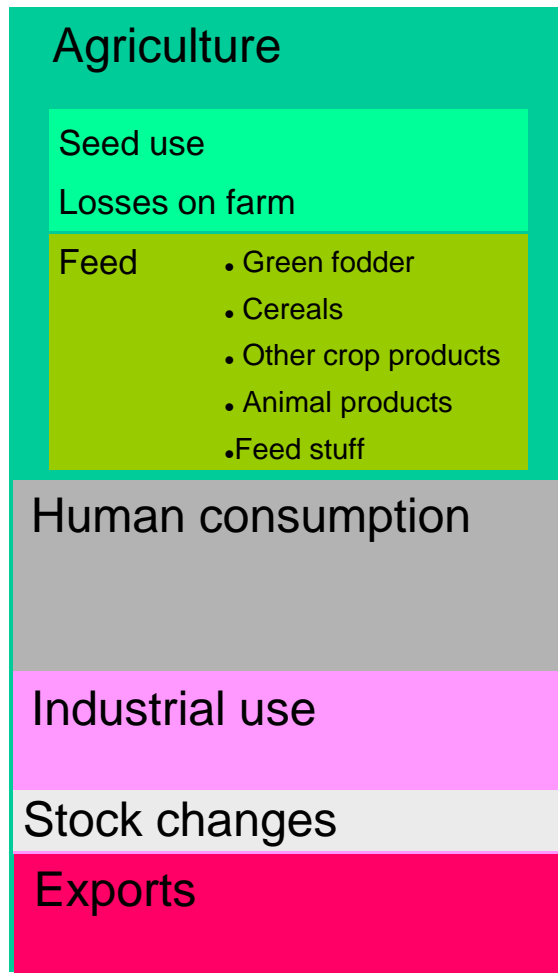 Agriculture
Seed use
Losses on farm
Feed • Green fodder
• Cereals
• Other crop products
• Animal products
•Feed stuff
Human consumption
Industrial use
Stock changes
Exports